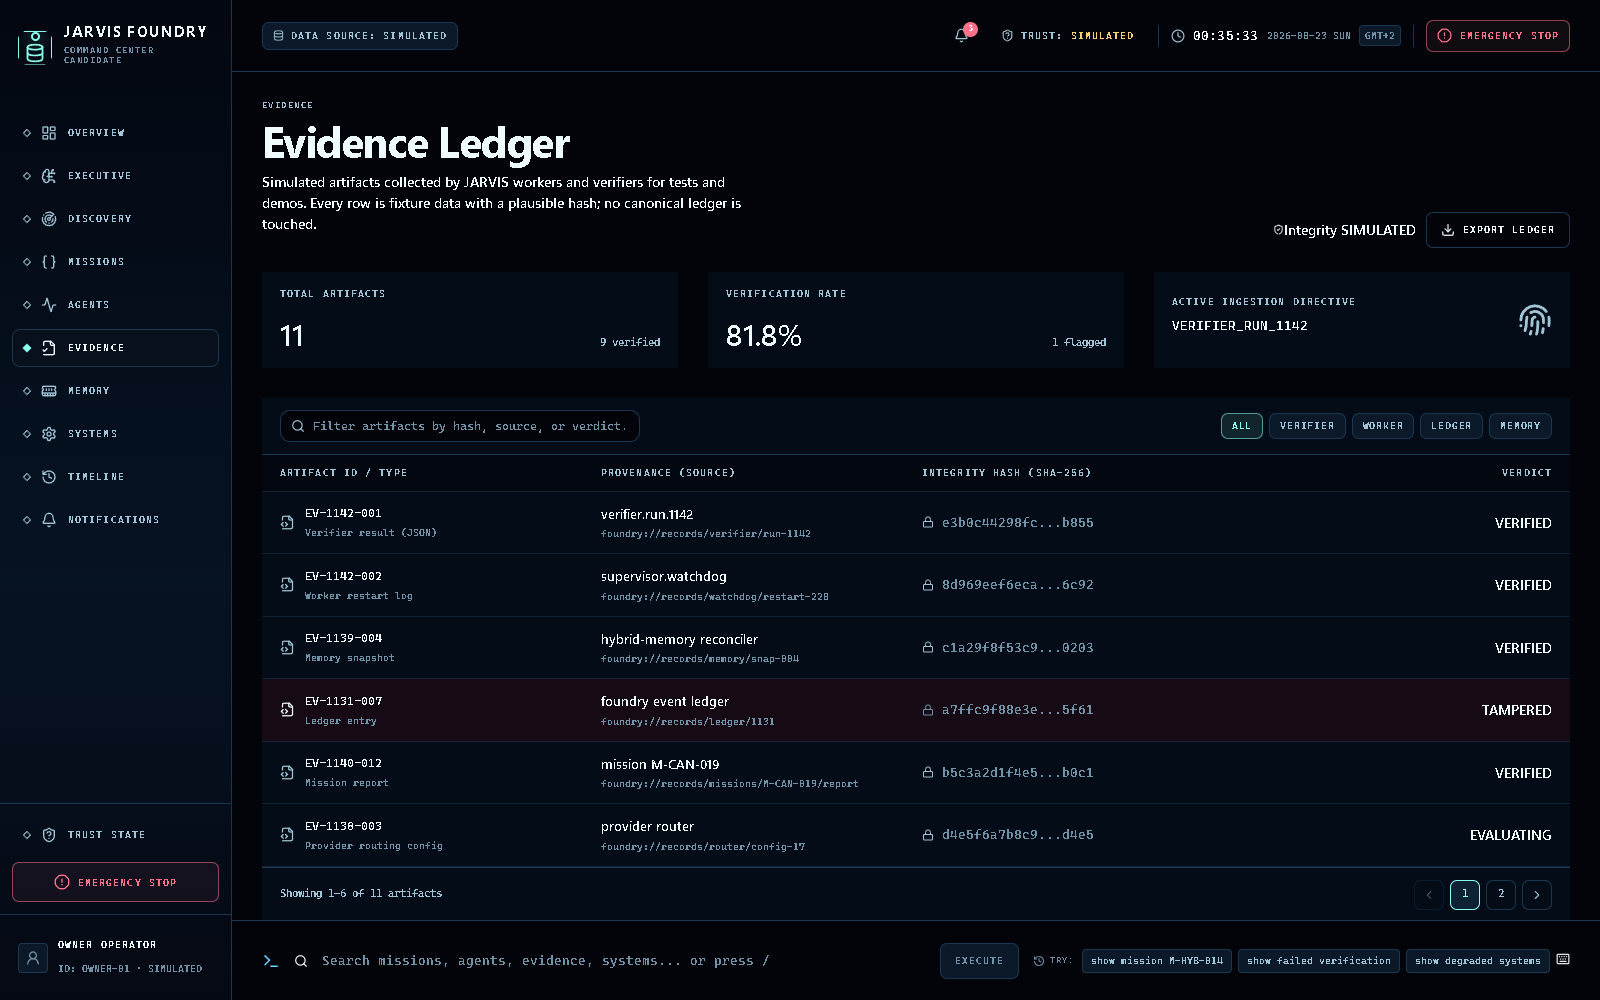 JARVIS FOUNDRY
COMMAND CENTER
CANDIDATE
OVERVIEW
EXECUTIVE
DISCOVERY
MISSIONS
AGENTS
EVIDENCE
MEMORY
SYSTEMS
TIMELINE
NOTIFICATIONS
TRUST STATE
EMERGENCY STOP
OWNER OPERATOR
ID: OWNER-01 • SIMULATED
DATA SOURCE: SIMULATED
3
TRUST: SIMULATED
00:35:33 2026-08-23 SUN GMT+2
EMERGENCY STOP
EVIDENCE
Evidence Ledger
Simulated artifacts collected by JARVIS workers and verifiers for tests and
demos. Every row is fixture data with a plausible hash; no canonical ledger is
touched.
Integrity SIMULATED
EXPORT LEDGER
TOTAL ARTIFACTS
11
9 verified
VERIFICATION RATE
81.8%
1 flagged
ACTIVE INGESTION DIRECTIVE
VERIFIER_RUN_1142
Filter artifacts by hash, source, or verdict.
ALL VERIFIER WORKER LEDGER MEMORY
ARTIFACT ID / TYPE PROVENANCE (SOURCE) INTEGRITY HASH (SHA-256) VERDICT
EV-1142-001 verifier.run.1142 e3b0c44298fc...b855 VERIFIED
Verifier result (JSON) foundry://records/verifier/run-1142
EV-1142-002 supervisor.watchdog 8d969eef6eca...6c92 VERIFIED
Worker restart log foundry://records/watchdog/restart-228
EV-1139-004 hybrid-memory reconciler c1a29f8f53c9...0203 VERIFIED
Memory snapshot foundry://records/memory/snap-004
EV-1131-007 foundry event ledger a7ffc9f88e3e...5f61 TAMPERED
Ledger entry foundry://records/ledger/1131
EV-1140-012 mission M-CAN-019 b5c3a2d1f4e5...b0c1 VERIFIED
Mission report foundry://records/missions/M-CAN-019/report
EV-1138-003 provider router d4e5f6a7b8c9...d4e5 EVALUATING
Provider routing config foundry://records/router/config-17
Showing 1-6 of 11 artifacts
1 2
Search missions, agents, evidence, systems... or press /
EXECUTE
TRY:
show mission M-HYB-014
show failed verification
show degraded systems